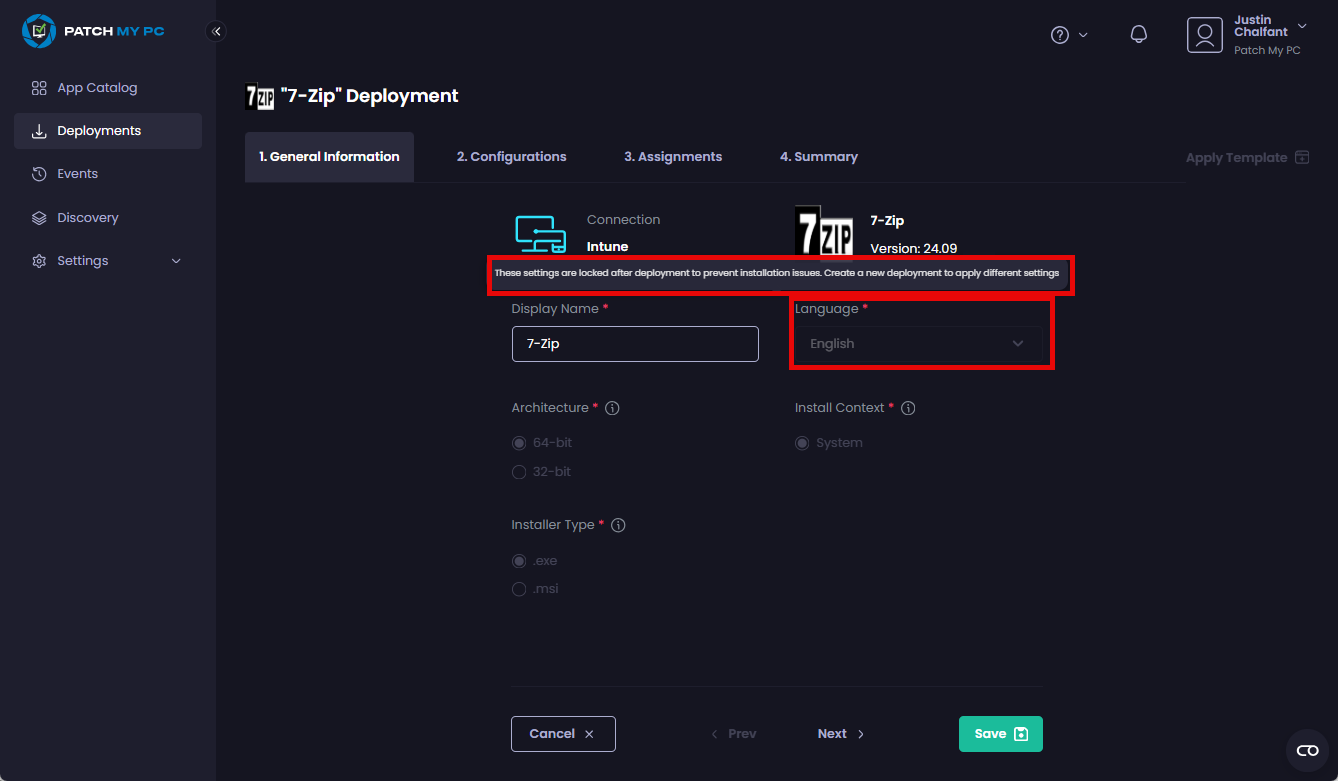 PATCH MY PC
App Catalog
Deployments
Events
Discovery
Settings
Justin
Chalfant
Patch My PC
7ZIP "7-Zip" Deployment
1. General Information
2. Configurations
3. Assignments
4. Summary
Apply Template
Connection
Intune
7ZIP
7-Zip
Version: 24.09
These settings are locked after deployment to prevent installation issues. Create a new deployment to apply different settings
Display Name *
7-Zip
Language *
English
Architecture *
64-bit
32-bit
Install Context *
System
Installer Type *
.exe
.msi
Cancel
Prev
Next
Save